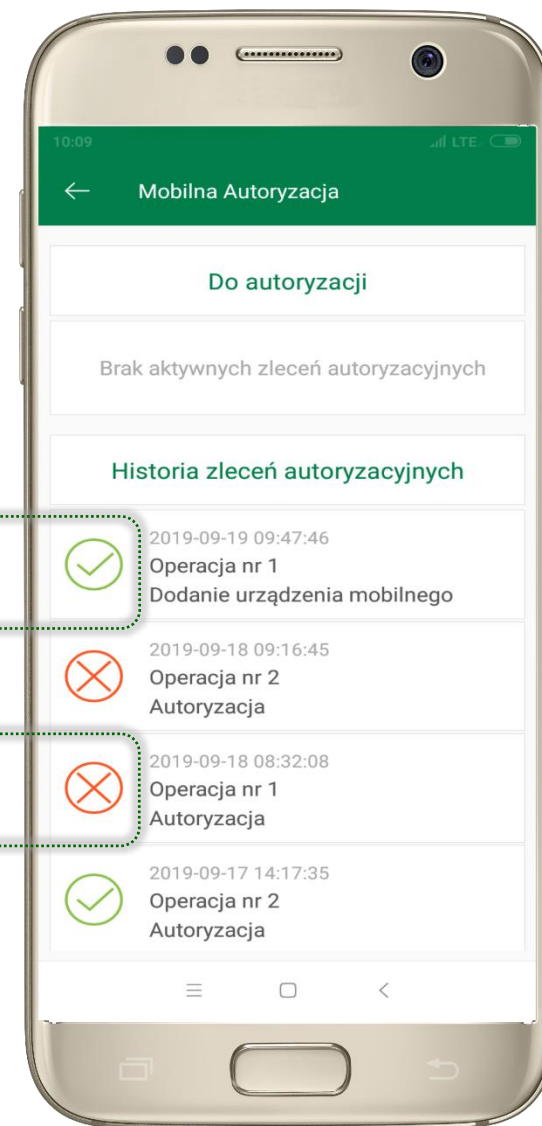 10:09
LTE
Mobilna Autoryzacja
Do autoryzacji
Brak aktywnych zleceń autoryzacyjnych
Historia zleceń autoryzacyjnych
2019-09-19 09:47:46
Operacja nr 1
Dodanie urządzenia mobilnego
2019-09-18 09:16:45
Operacja nr 2
Autoryzacja
2019-09-18 08:32:08
Operacja nr 1
Autoryzacja
2019-09-17 14:17:35
Operacja nr 2
Autoryzacja